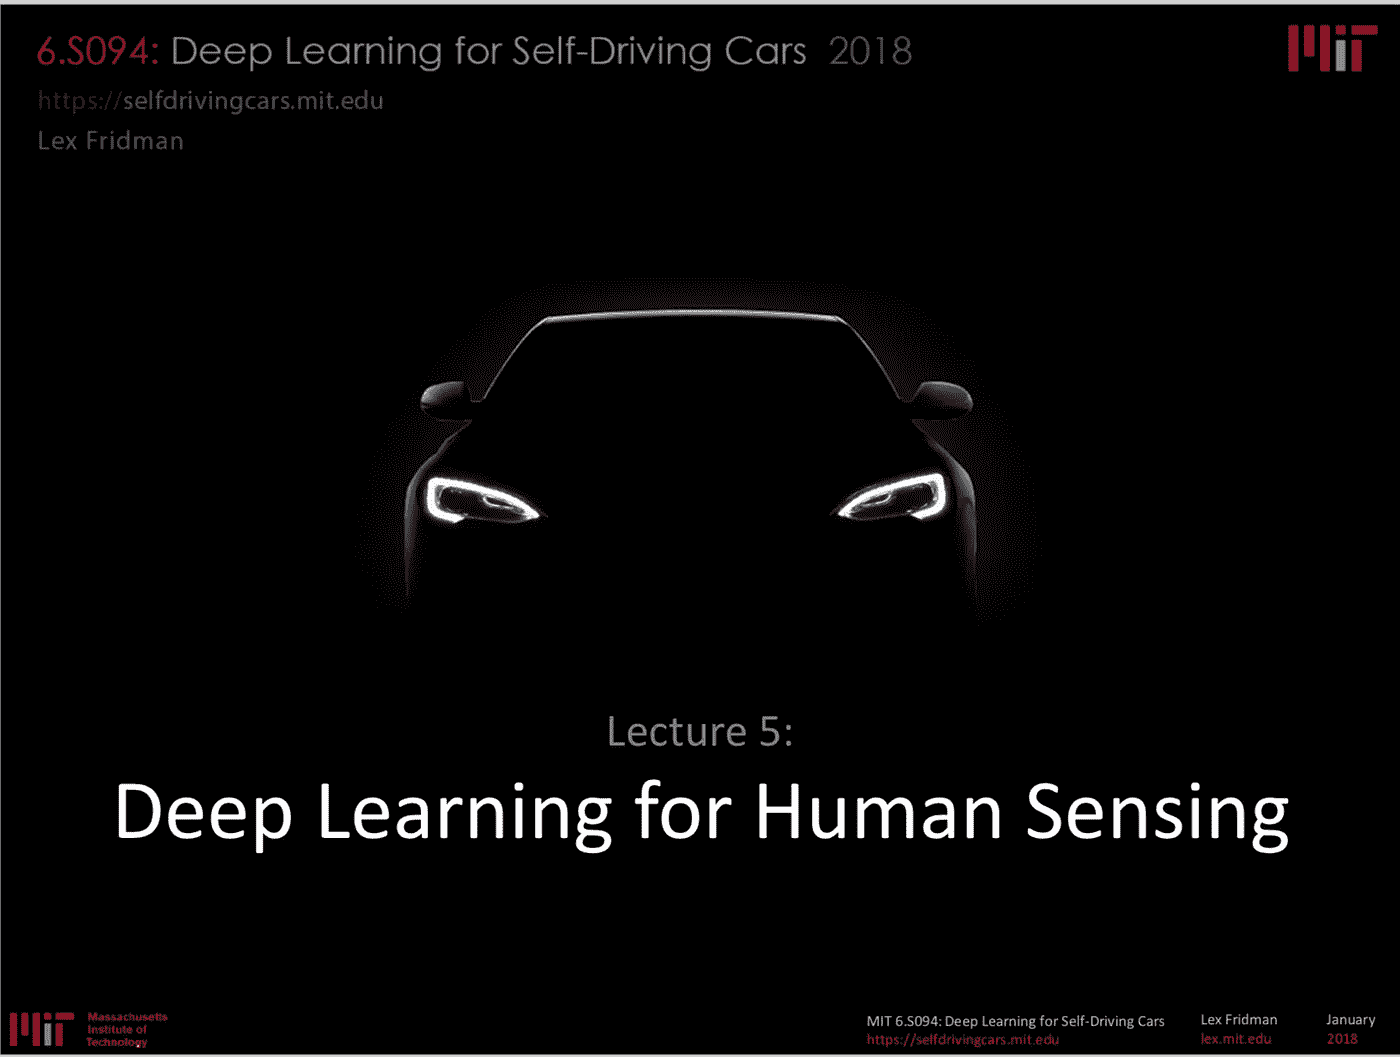 6.S094: Deep Learning for Self-Driving Cars 2018
https://selfdrivingcars.mit.edu
Lex Fridman
MIT
Lecture 5:
Deep Learning for Human Sensing
MIT
Massachusetts
Institute of
Technology
MIT 6.S094: Deep Learning for Self-Driving Cars
https://selfdrivingcars.mit.edu
Lex Fridman
lex.mit.edu
January
2018